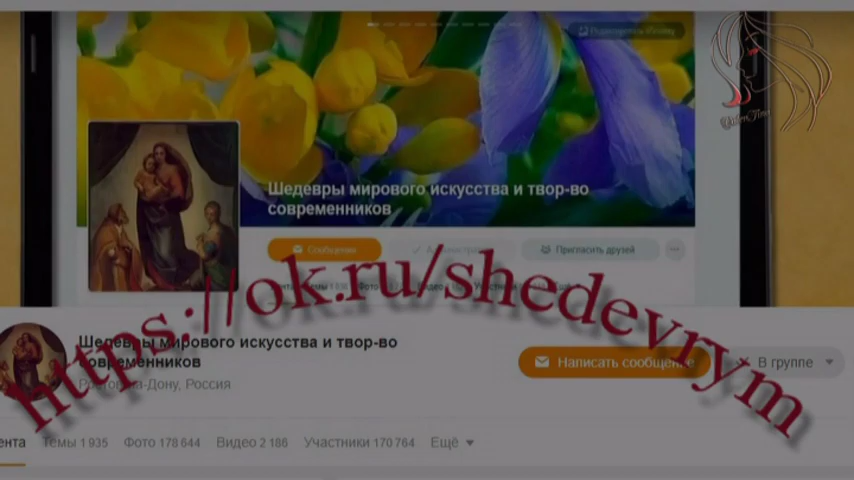 Шедевры мирового искусства и твор-во
современников
Сообщения
Пригласить друзей
https://ok.ru/shedevrym
Шедевры мирового искусства и твор-во
современников
Ростов-на-Дону, Россия
Написать сообщение
В группе
Темы 1 935 Фото 178 644 Видео 2 186 Участники 170 764 Ещё